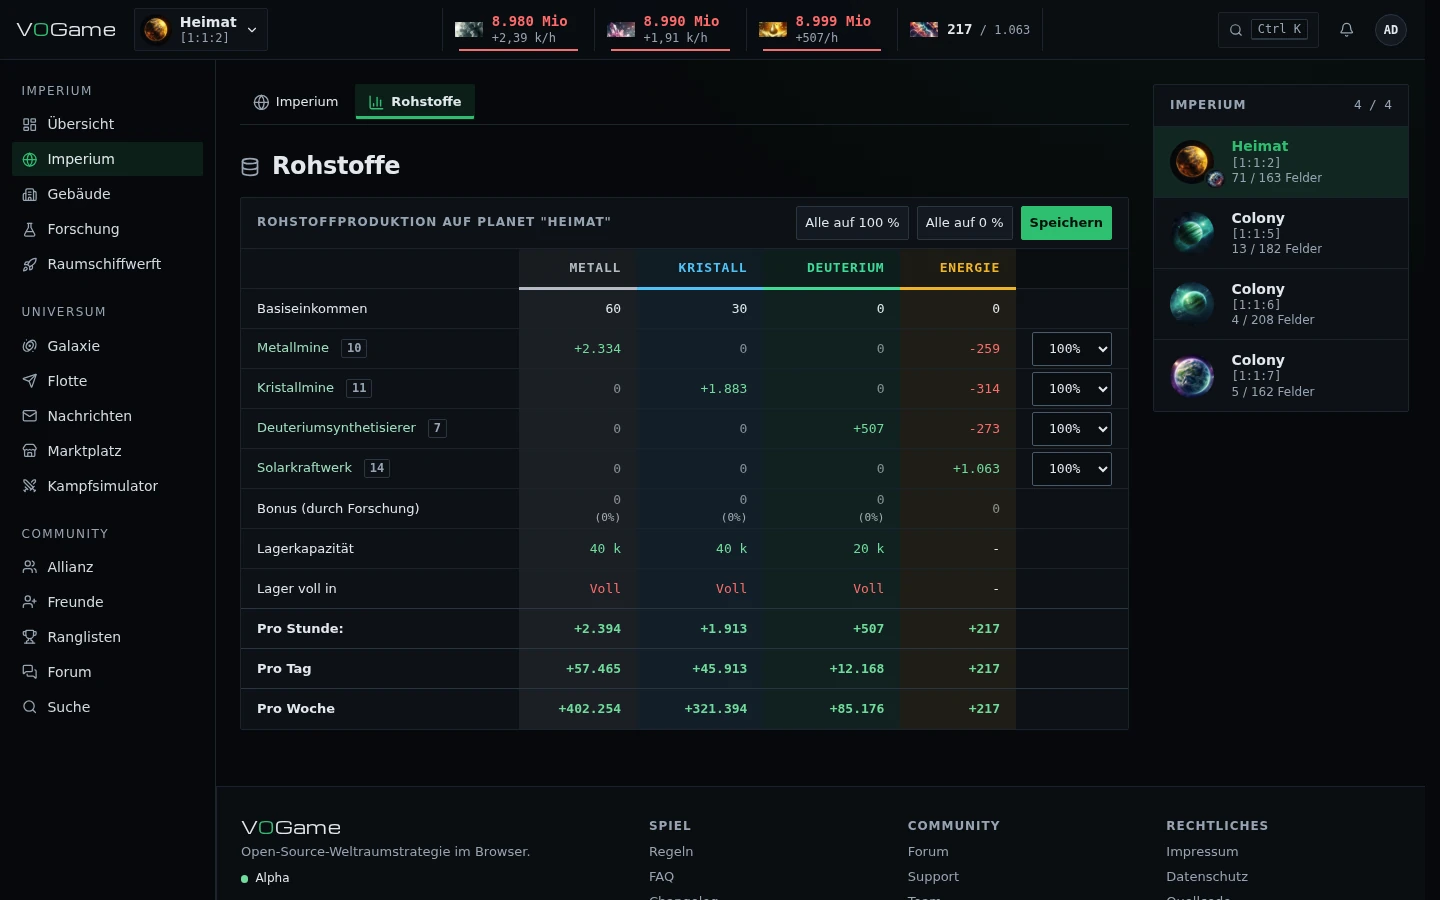 VOGame
Heimat
[1:1:2]
8.980 Mio
+2,39 k/h
8.990 Mio
+1,91 k/h
8.999 Mio
+507/h
217 / 1.063
Ctrl K
AD
IMPERIUM
Übersicht
Imperium
Gebäude
Forschung
Raumschiffwerft
UNIVERSUM
Galaxie
Flotte
Nachrichten
Marktplatz
Kampfsimulator
COMMUNITY
Allianz
Freunde
Ranglisten
Forum
Suche
Imperium
Rohstoffe
Rohstoffe
ROHSTOFFPRODUKTION AUF PLANET "HEIMAT"
Alle auf 100 %
Alle auf 0 %
Speichern
METALL KRISTALL DEUTERIUM ENERGIE
Basiseinkommen 60 30 0 0
Metallmine 10 +2.334 0 0 -259 100%
Kristallmine 11 0 +1.883 0 -314 100%
Deuteriumsynthetisierer 7 0 0 +507 -273 100%
Solarkraftwerk 14 0 0 0 +1.063 100%
Bonus (durch Forschung) 0 0 0 0
(0%) (0%) (0%)
Lagerkapazität 40 k 40 k 20 k -
Lager voll in Voll Voll Voll -
Pro Stunde: +2.394 +1.913 +507 +217
Pro Tag +57.465 +45.913 +12.168 +217
Pro Woche +402.254 +321.394 +85.176 +217
IMPERIUM 4 / 4
Heimat
[1:1:2]
71 / 163 Felder
Colony
[1:1:5]
13 / 182 Felder
Colony
[1:1:6]
4 / 208 Felder
Colony
[1:1:7]
5 / 162 Felder
VOGame
Open-Source-Weltraumstrategie im Browser.
Alpha
SPIEL
Regeln
FAQ
COMMUNITY
Forum
Support
RECHTLICHES
Impressum
Datenschutz